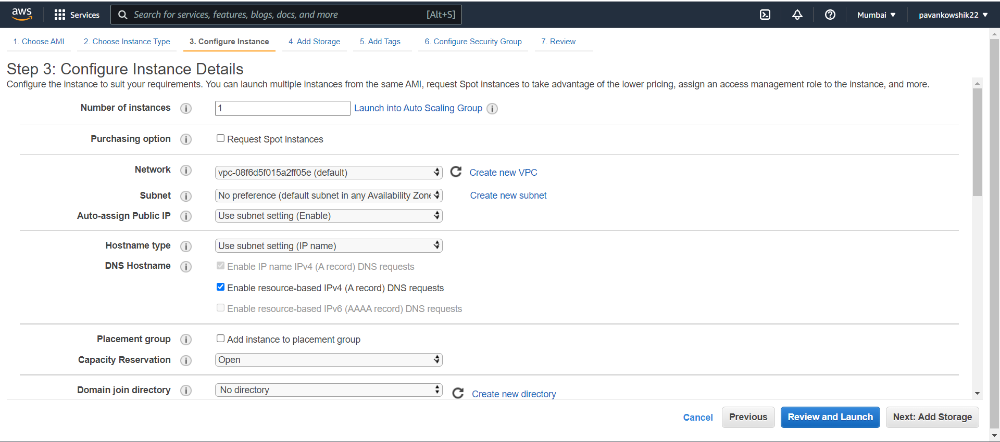 aws Services Search for services, features, blogs, docs, and more [Alt+S] Mumbai ▼ pavankowshik22 ▼
1. Choose AMI 2. Choose Instance Type 3. Configure Instance 4. Add Storage 5. Add Tags 6. Configure Security Group 7. Review
Step 3: Configure Instance Details
Configure the instance to suit your requirements. You can launch multiple instances from the same AMI, request Spot instances to take advantage of the lower pricing, assign an access management role to the instance, and more.
Number of instances i 1 Launch into Auto Scaling Group i
Purchasing option i Request Spot instances
Network i vpc-08f6d5f015a2ff05e (default) Create new VPC
Subnet i No preference (default subnet in any Availability Zone Create new subnet
Auto-assign Public IP i Use subnet setting (Enable)
Hostname type i Use subnet setting (IP name)
DNS Hostname i Enable IP name IPv4 (A record) DNS requests
Enable resource-based IPv4 (A record) DNS requests
Enable resource-based IPv6 (AAAA record) DNS requests
Placement group i Add instance to placement group
Capacity Reservation i Open
Domain join directory i No directory Create new directory
Cancel Previous Review and Launch Next: Add Storage